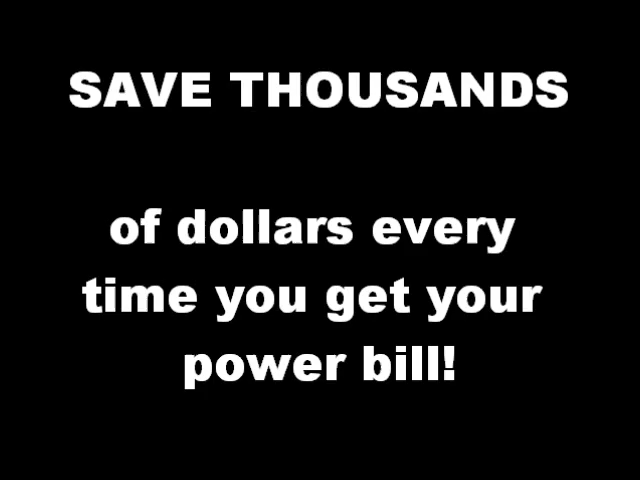 SAVE THOUSANDS
of dollars every
time you get your
power bill!